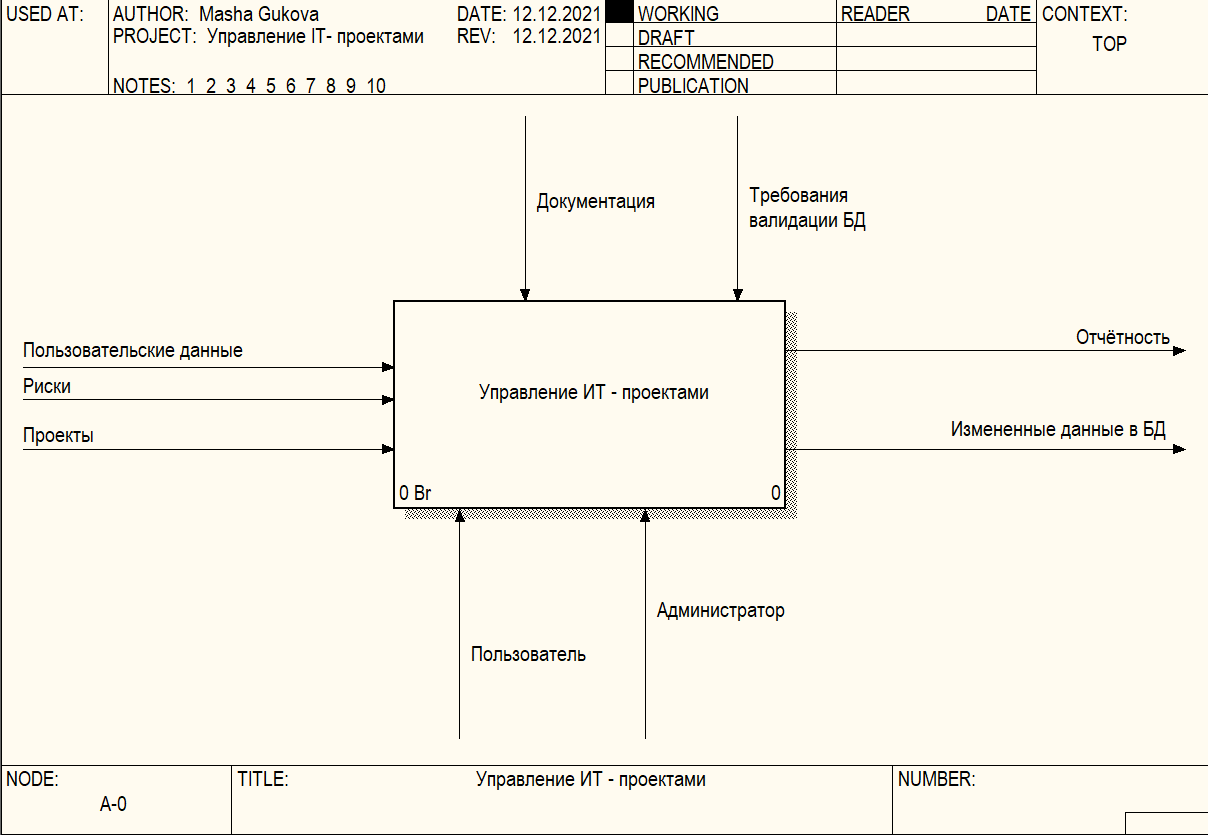 USED AT:
AUTHOR: Masha Gukova
DATE: 12.12.2021
WORKING
READER
DATE
CONTEXT:
PROJECT: Управление IT- проектами
REV: 12.12.2021
DRAFT
TOP
RECOMMENDED
NOTES: 1 2 3 4 5 6 7 8 9 10
PUBLICATION
Документация
Требования
валидации БД
Отчётность
Пользовательские данные
Риски
Управление ИТ - проектами
Проекты
Измененные данные в БД
0 Br
0
Администратор
Пользователь
NODE:
TITLE:
Управление ИТ - проектами
NUMBER:
A-0